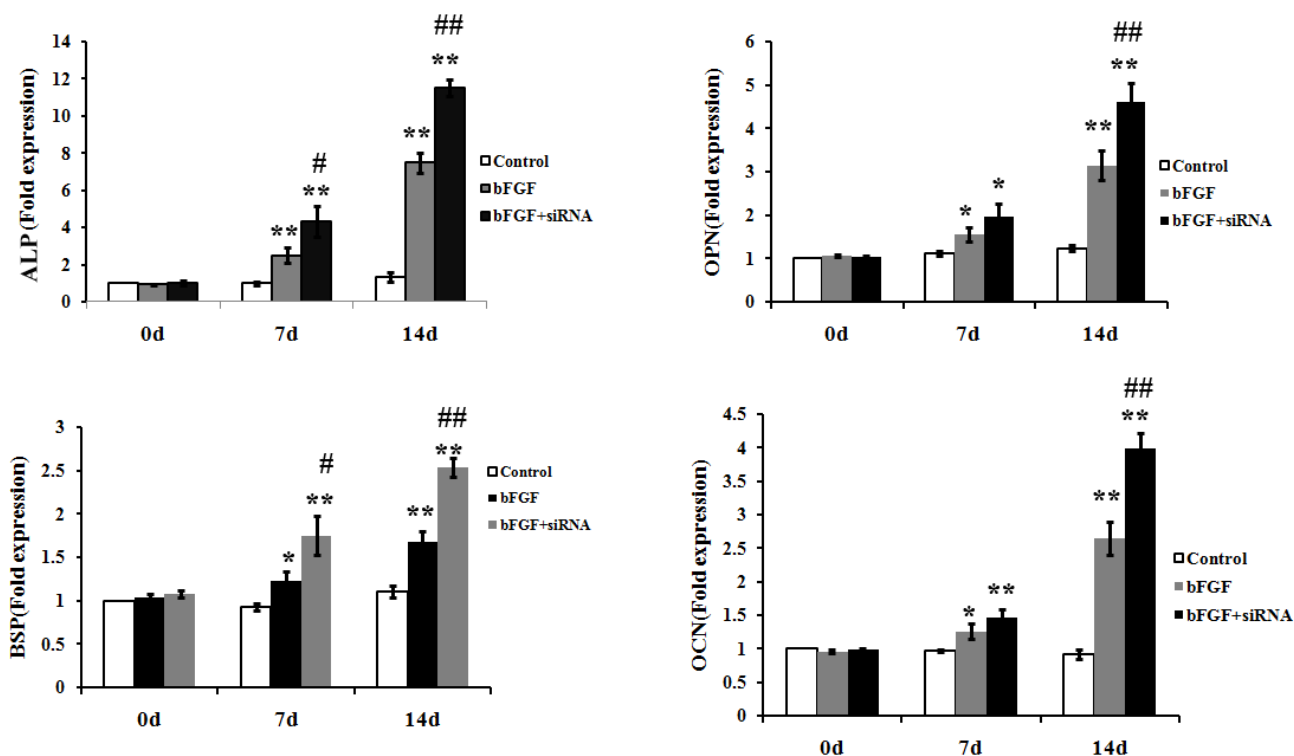 ##
**
14
12
10
8
6
4
2
0
ALP (Fold expression)
**
#
**
Control
bFGF
bFGF+siRNA
0d 7d 14d
##
**
6
5
4
3
2
1
0
OPN(Fold expression)
**
*
*
Control
bFGF
bFGF+siRNA
0d 7d 14d
##
**
3
2.5
2
1.5
1
0.5
0
BSP(Fold expression)
#
**
*
**
Control
bFGF
bFGF+siRNA
0d 7d 14d
##
**
4.5
4
3.5
3
2.5
2
1.5
1
0.5
0
OCN(Fold expression)
**
*
**
Control
bFGF
bFGF+siRNA
0d 7d 14d